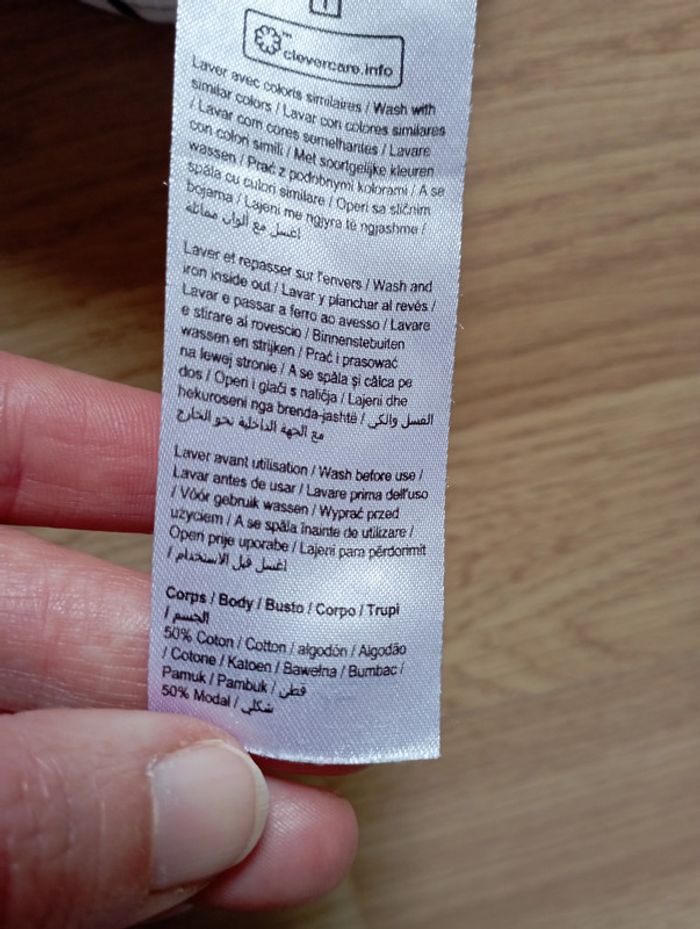 clevercare.info
Laver avec coloris similaires / Wash with
similar colors / Lavar con colores similares
/ Lavar com cores semelhantes / Lavare
con colori simili / Met soortgelijke kleuren
wassen / Prać z podobnymi kolorami / A se
spăla cu culori similare / Operi sa sličnim
bojama / Lajeni me ngjyra të ngjashme /
اغسل مع ألوان مماثلة
Laver et repasser sur l'envers / Wash and
iron inside out / Lavar y planchar al revés /
Lavar e passar a ferro ao avesso / Lavare
e stirare al rovescio / Binnenstebuiten
wassen en strijken / Prać i prasować
na lewej stronie / A se spăla și călca pe
dos / Operi i glači s naličja / Lajeni dhe
hekuroseni nga brenda-jashtë / الغسل والكي
مع الجهة الداخلية نحو الخارج
Laver avant utilisation / Wash before use /
Lavar antes de usar / Lavare prima dell'uso
/ Vóór gebruik wassen / Wyprać przed
użyciem / A se spăla înainte de utilizare /
Operi prije uporabe / Lajeni para përdorimit
/ اغسل قبل الاستخدام
Corps / Body / Busto / Corpo / Trupi
/ الجسم
50% Coton / Cotton / algodón / Algodão
/ Cotone / Katoen / Bawełna / Bumbac /
Pamuk / Pambuk / قطن
50% Modal / شكلي